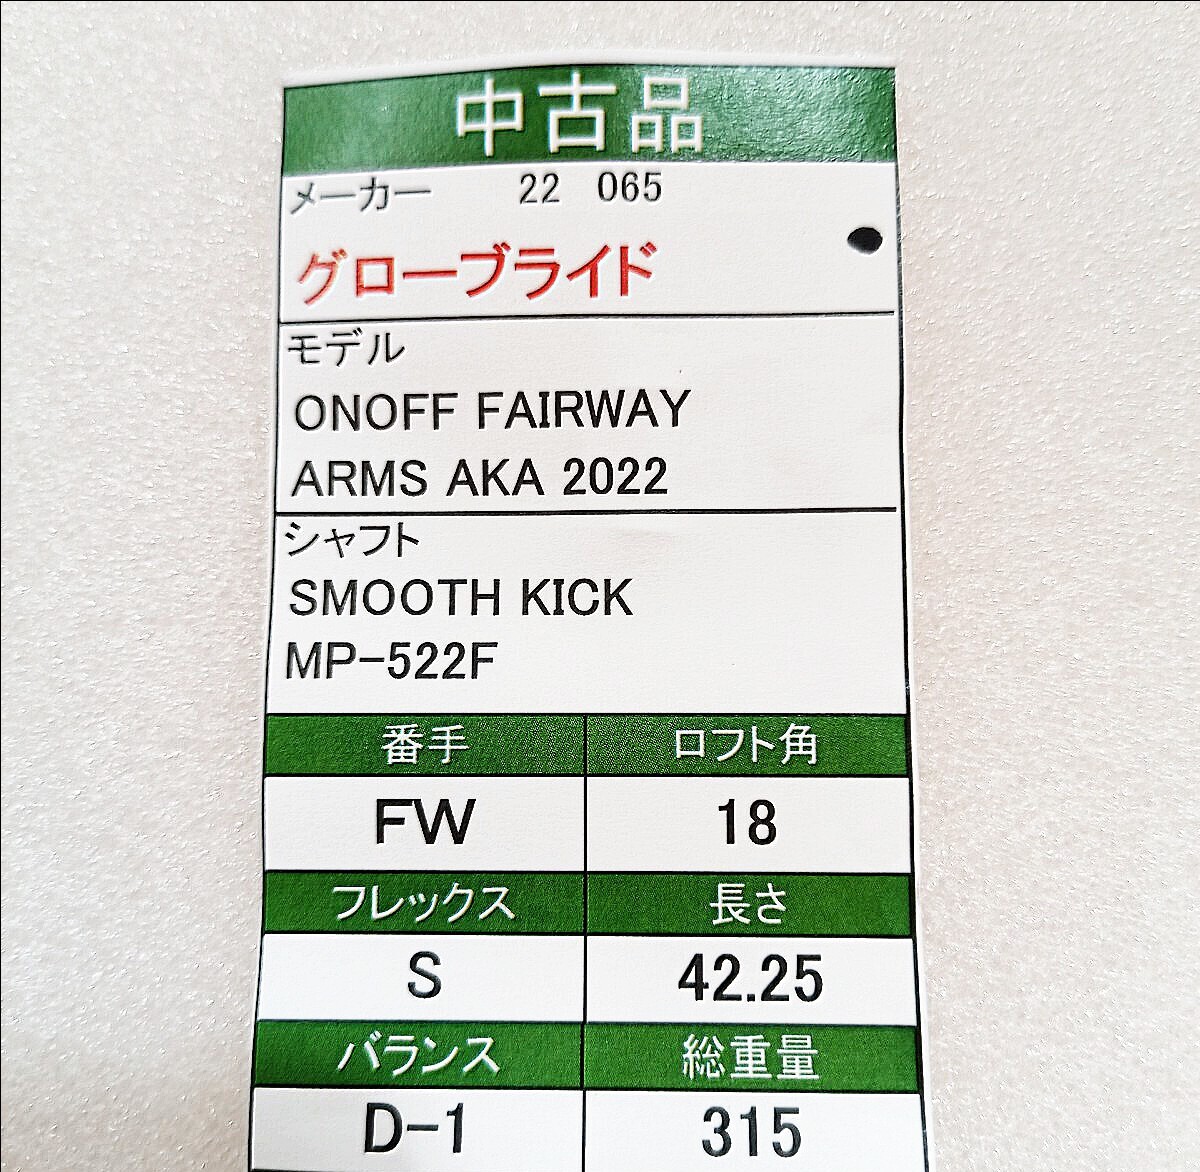 中古品
メーカー 22 065
グローブライド
モデル
ONOFF FAIRWAY
ARMS AKA 2022
シャフト
SMOOTH KICK
MP-522F
番手 ロフト角
FW 18
フレックス 長さ
S 42.25
バランス 総重量
D-1 315